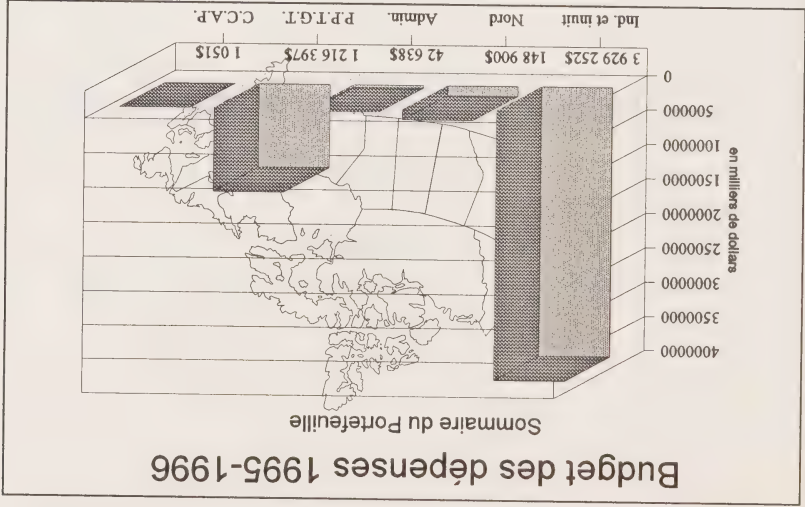 Budget des dépenses 1995-1996
Sommaire du Portefeuille
en milliers de dollars
4000000
3500000
3000000
2500000
2000000
1500000
1000000
500000
0
3 929 252$ 148 900$ 42 638$ 1 216 397$ 1 051$
Ind. et inuit Nord Admin. P.P.T.G.T. C.C.A.P.